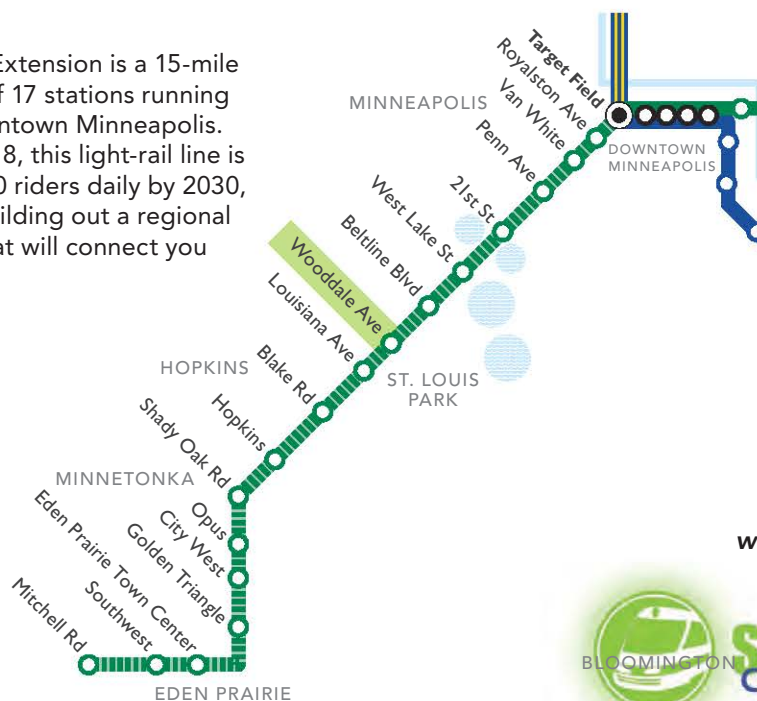 Extension is a 15-mile
17 stations running
downtown Minneapolis.
8, this light-rail line is
0 riders daily by 2030,
building out a regional
at will connect you
Target Field
Royalston Ave
Van White
MINNEAPOLIS
Penn Ave
DOWNTOWN
MINNEAPOLIS
21st St
West Lake St
Beltline Blvd
Wooddale Ave
Louisiana Ave
HOPKINS
Blake Rd
ST. LOUIS
PARK
Hopkins
Shady Oak Rd
MINNETONKA
Opus
City West
Golden Triangle
Eden Prairie Town Center
Southwest
Mitchell Rd
EDEN PRAIRIE
w
BLOOMINGTON
S